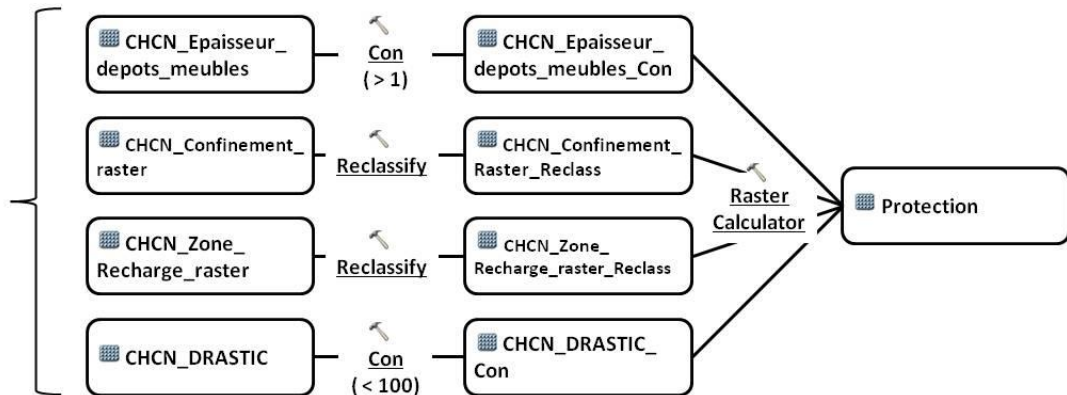 CHCN_Epaisseur_
depots_meubles
Con
( > 1)
CHCN_Epaisseur_
depots_meubles_Con
CHCN_Confinement_
raster
Reclassify
CHCN_Confinement_
Raster_Reclass
CHCN_Zone_
Recharge_raster
Reclassify
CHCN_Zone_
Recharge_raster_Reclass
CHCN_DRASTIC
Con
( < 100)
CHCN_DRASTIC_
Con
Raster
Calculator
Protection